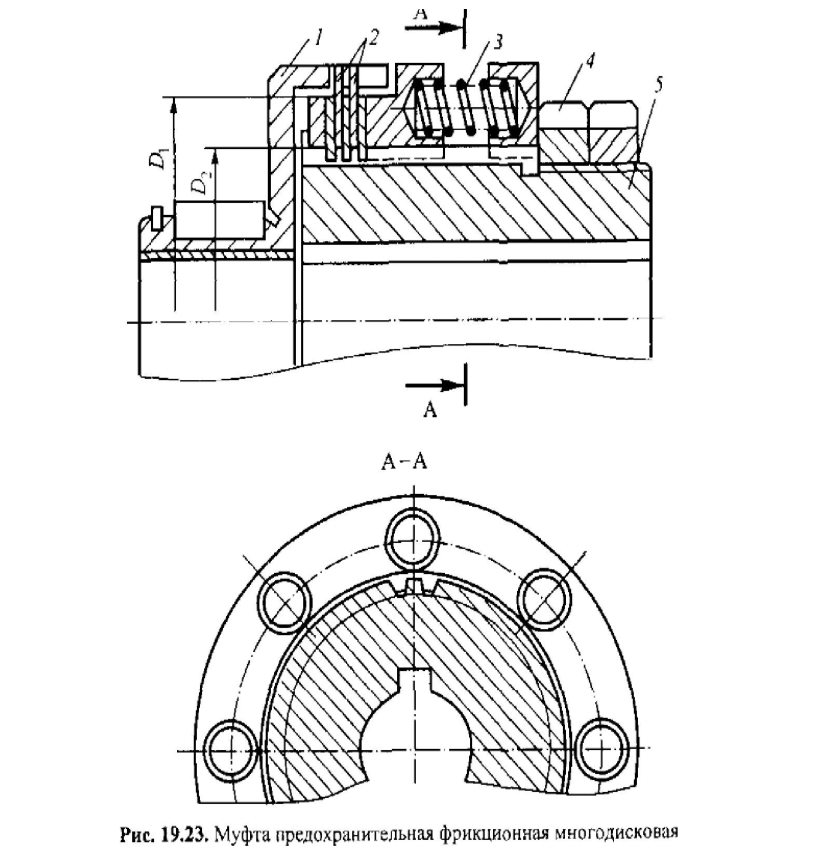 А
1
2
3
4
5
D₁
D₂
А
А–А
Рис. 19.23. Муфта предохранительная фрикционная многодисковая